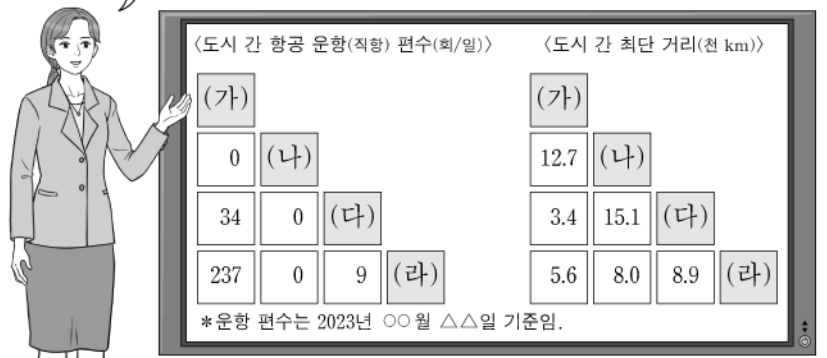 〈도시 간 항공 운항(직항) 편수(회/일)〉 〈도시 간 최단 거리(천 km)〉
(가) (가)
0 (나) 12.7 (나)
34 0 (다) 3.4 15.1 (다)
237 0 9 (라) 5.6 8.0 8.9 (라)
*운항 편수는 2023년 ○○월 △△일 기준임.